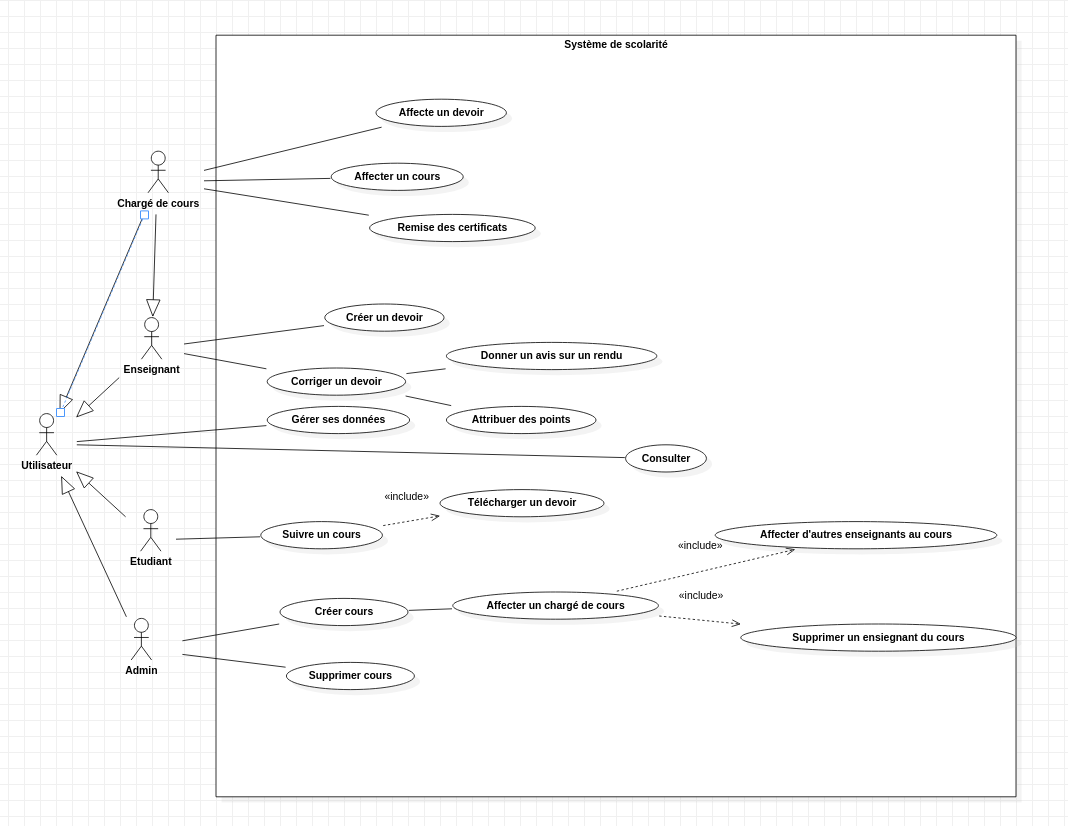 Système de scolarité
Affecte un devoir
Affecter un cours
Chargé de cours
Remise des certificats
Créer un devoir
Donner un avis sur un rendu
Enseignant
Corriger un devoir
Gérer ses données
Attribuer des points
Utilisateur
Consulter
«include»
Télécharger un devoir
Suivre un cours
Affecter d'autres enseignants au cours
«include»
Etudiant
«include»
Affecter un chargé de cours
Créer cours
Supprimer un ensiegnant du cours
Admin
Supprimer cours